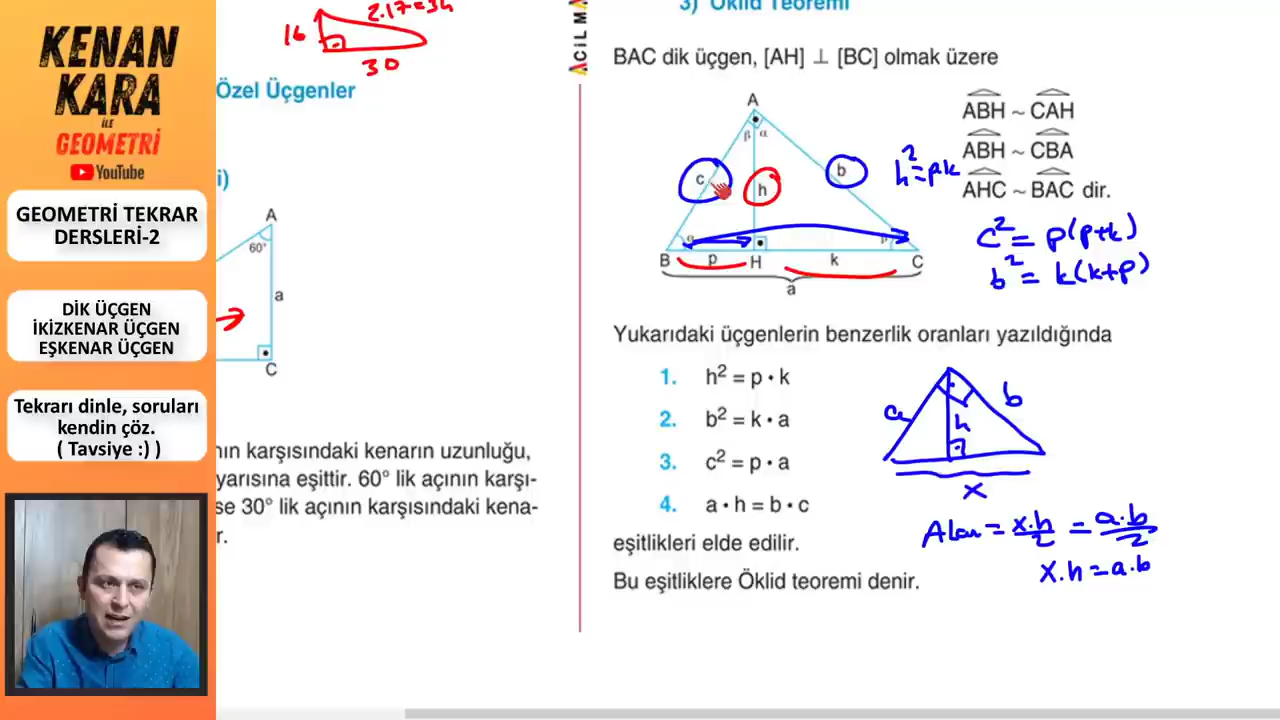 KENAN
KARA
İLE
GEOMETRİ
YouTube
GEOMETRİ TEKRAR
DERSLERİ-2
DİK ÜÇGEN
İKİZKENAR ÜÇGEN
EŞKENAR ÜÇGEN
Tekrarı dinle, soruları
kendin çöz.
( Tavsiye :) )
16
2.17=34
30
Özel Üçgenler
i)
A
60°
a
C
nın karşısındaki kenarın uzunluğu,
yarısına eşittir. 60° lik açının karşı-
se 30° lik açının karşısındaki kena-
r.
ACİL MA
3) Öklid Teoremi
BAC dik üçgen, [AH] ⊥ [BC] olmak üzere
A
β α
c h b
α β
B p H k C
a
h² = pk
ABH ~ CAH
ABH ~ CBA
AHC ~ BAC dir.
c² = p(p+k)
b² = k(k+p)
Yukarıdaki üçgenlerin benzerlik oranları yazıldığında
1. h² = p • k
2. b² = k • a
3. c² = p • a
4. a • h = b • c
eşitlikleri elde edilir.
Bu eşitliklere Öklid teoremi denir.
a b
h
x
Alan = x.h/2 = a.b/2
x.h = a.b